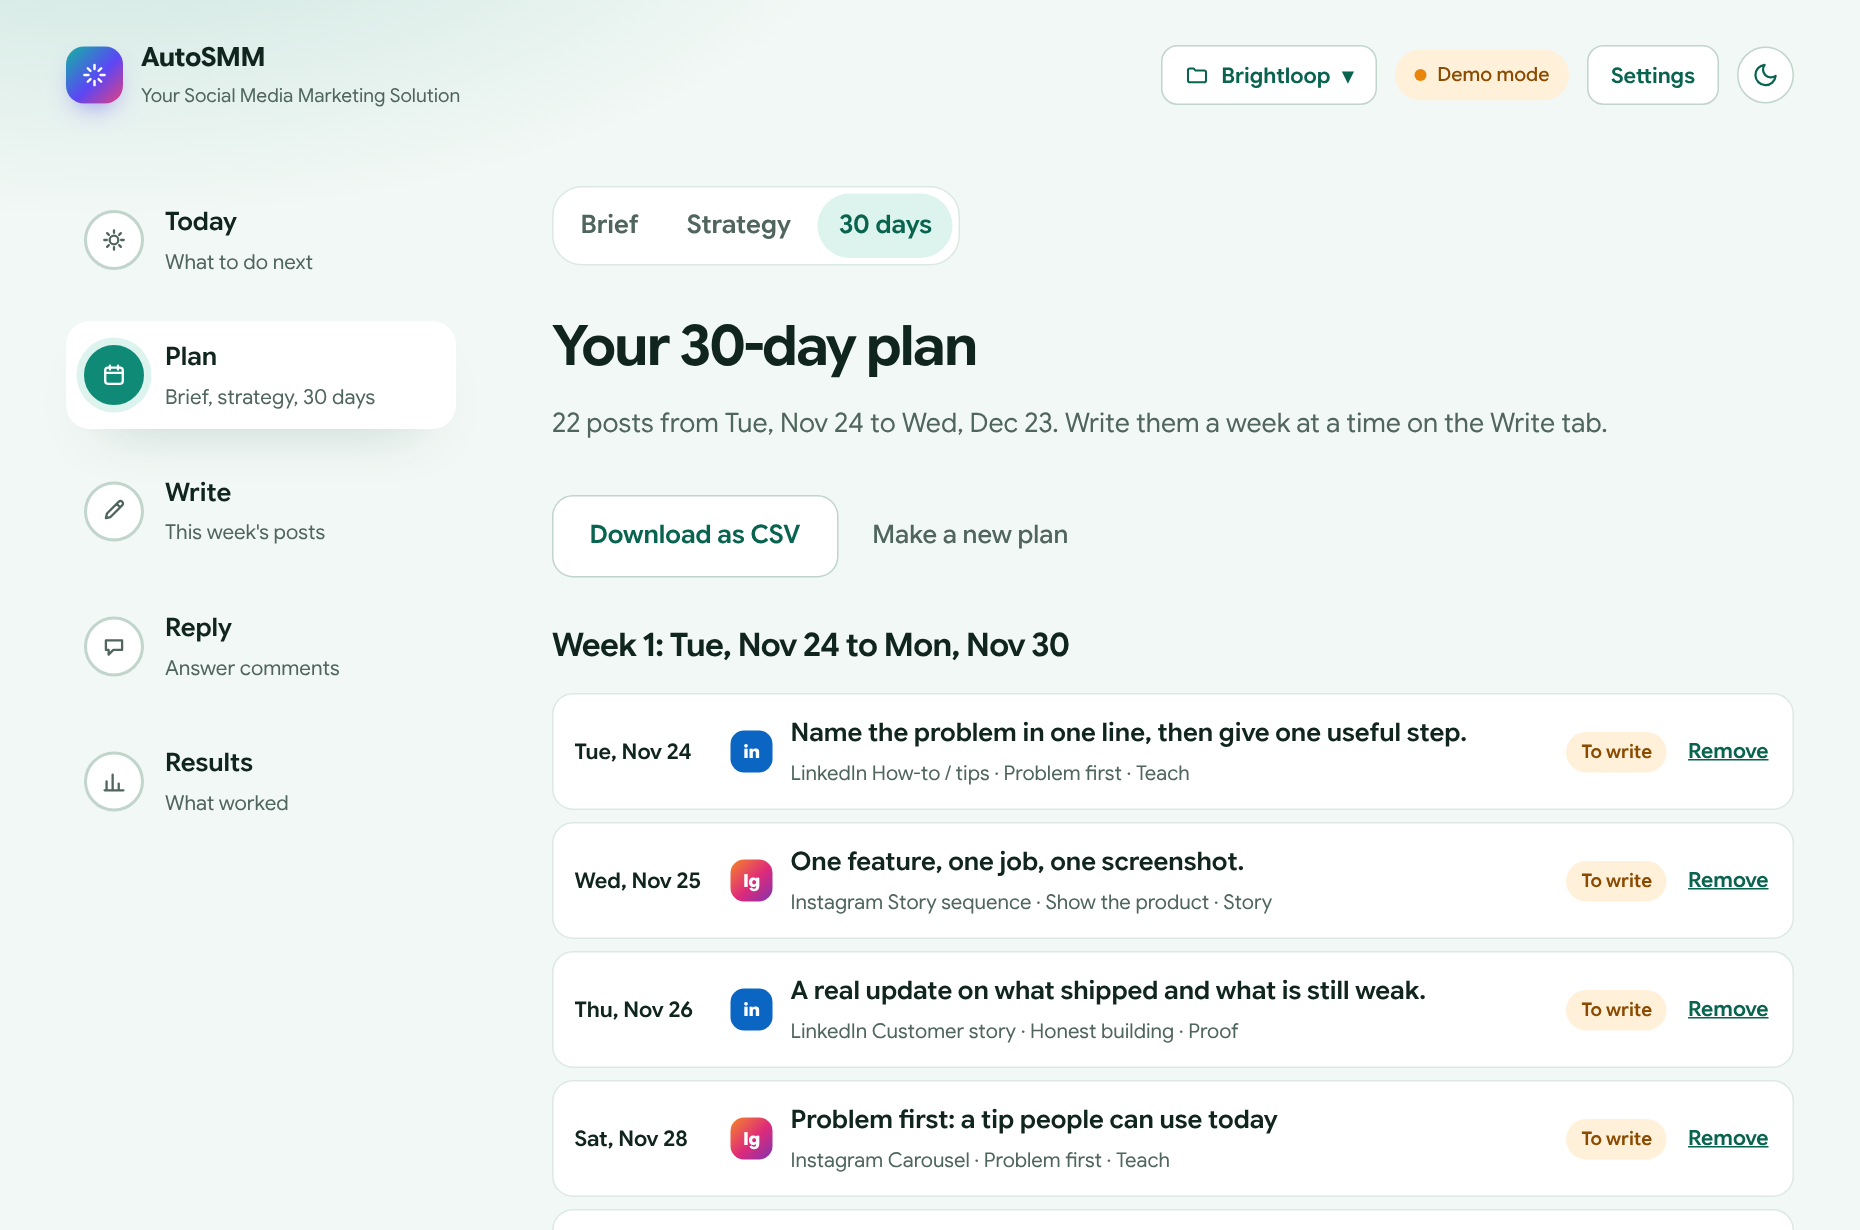 AutoSMM
Your Social Media Marketing Solution
Brightloop ▼
Demo mode
Settings
Today
What to do next
Plan
Brief, strategy, 30 days
Write
This week's posts
Reply
Answer comments
Results
What worked
Brief
Strategy
30 days
Your 30-day plan
22 posts from Tue, Nov 24 to Wed, Dec 23. Write them a week at a time on the Write tab.
Download as CSV
Make a new plan
Week 1: Tue, Nov 24 to Mon, Nov 30
Tue, Nov 24
in
Name the problem in one line, then give one useful step.
LinkedIn How-to / tips · Problem first · Teach
To write
Remove
Wed, Nov 25
Ig
One feature, one job, one screenshot.
Instagram Story sequence · Show the product · Story
To write
Remove
Thu, Nov 26
in
A real update on what shipped and what is still weak.
LinkedIn Customer story · Honest building · Proof
To write
Remove
Sat, Nov 28
Ig
Problem first: a tip people can use today
Instagram Carousel · Problem first · Teach
To write
Remove